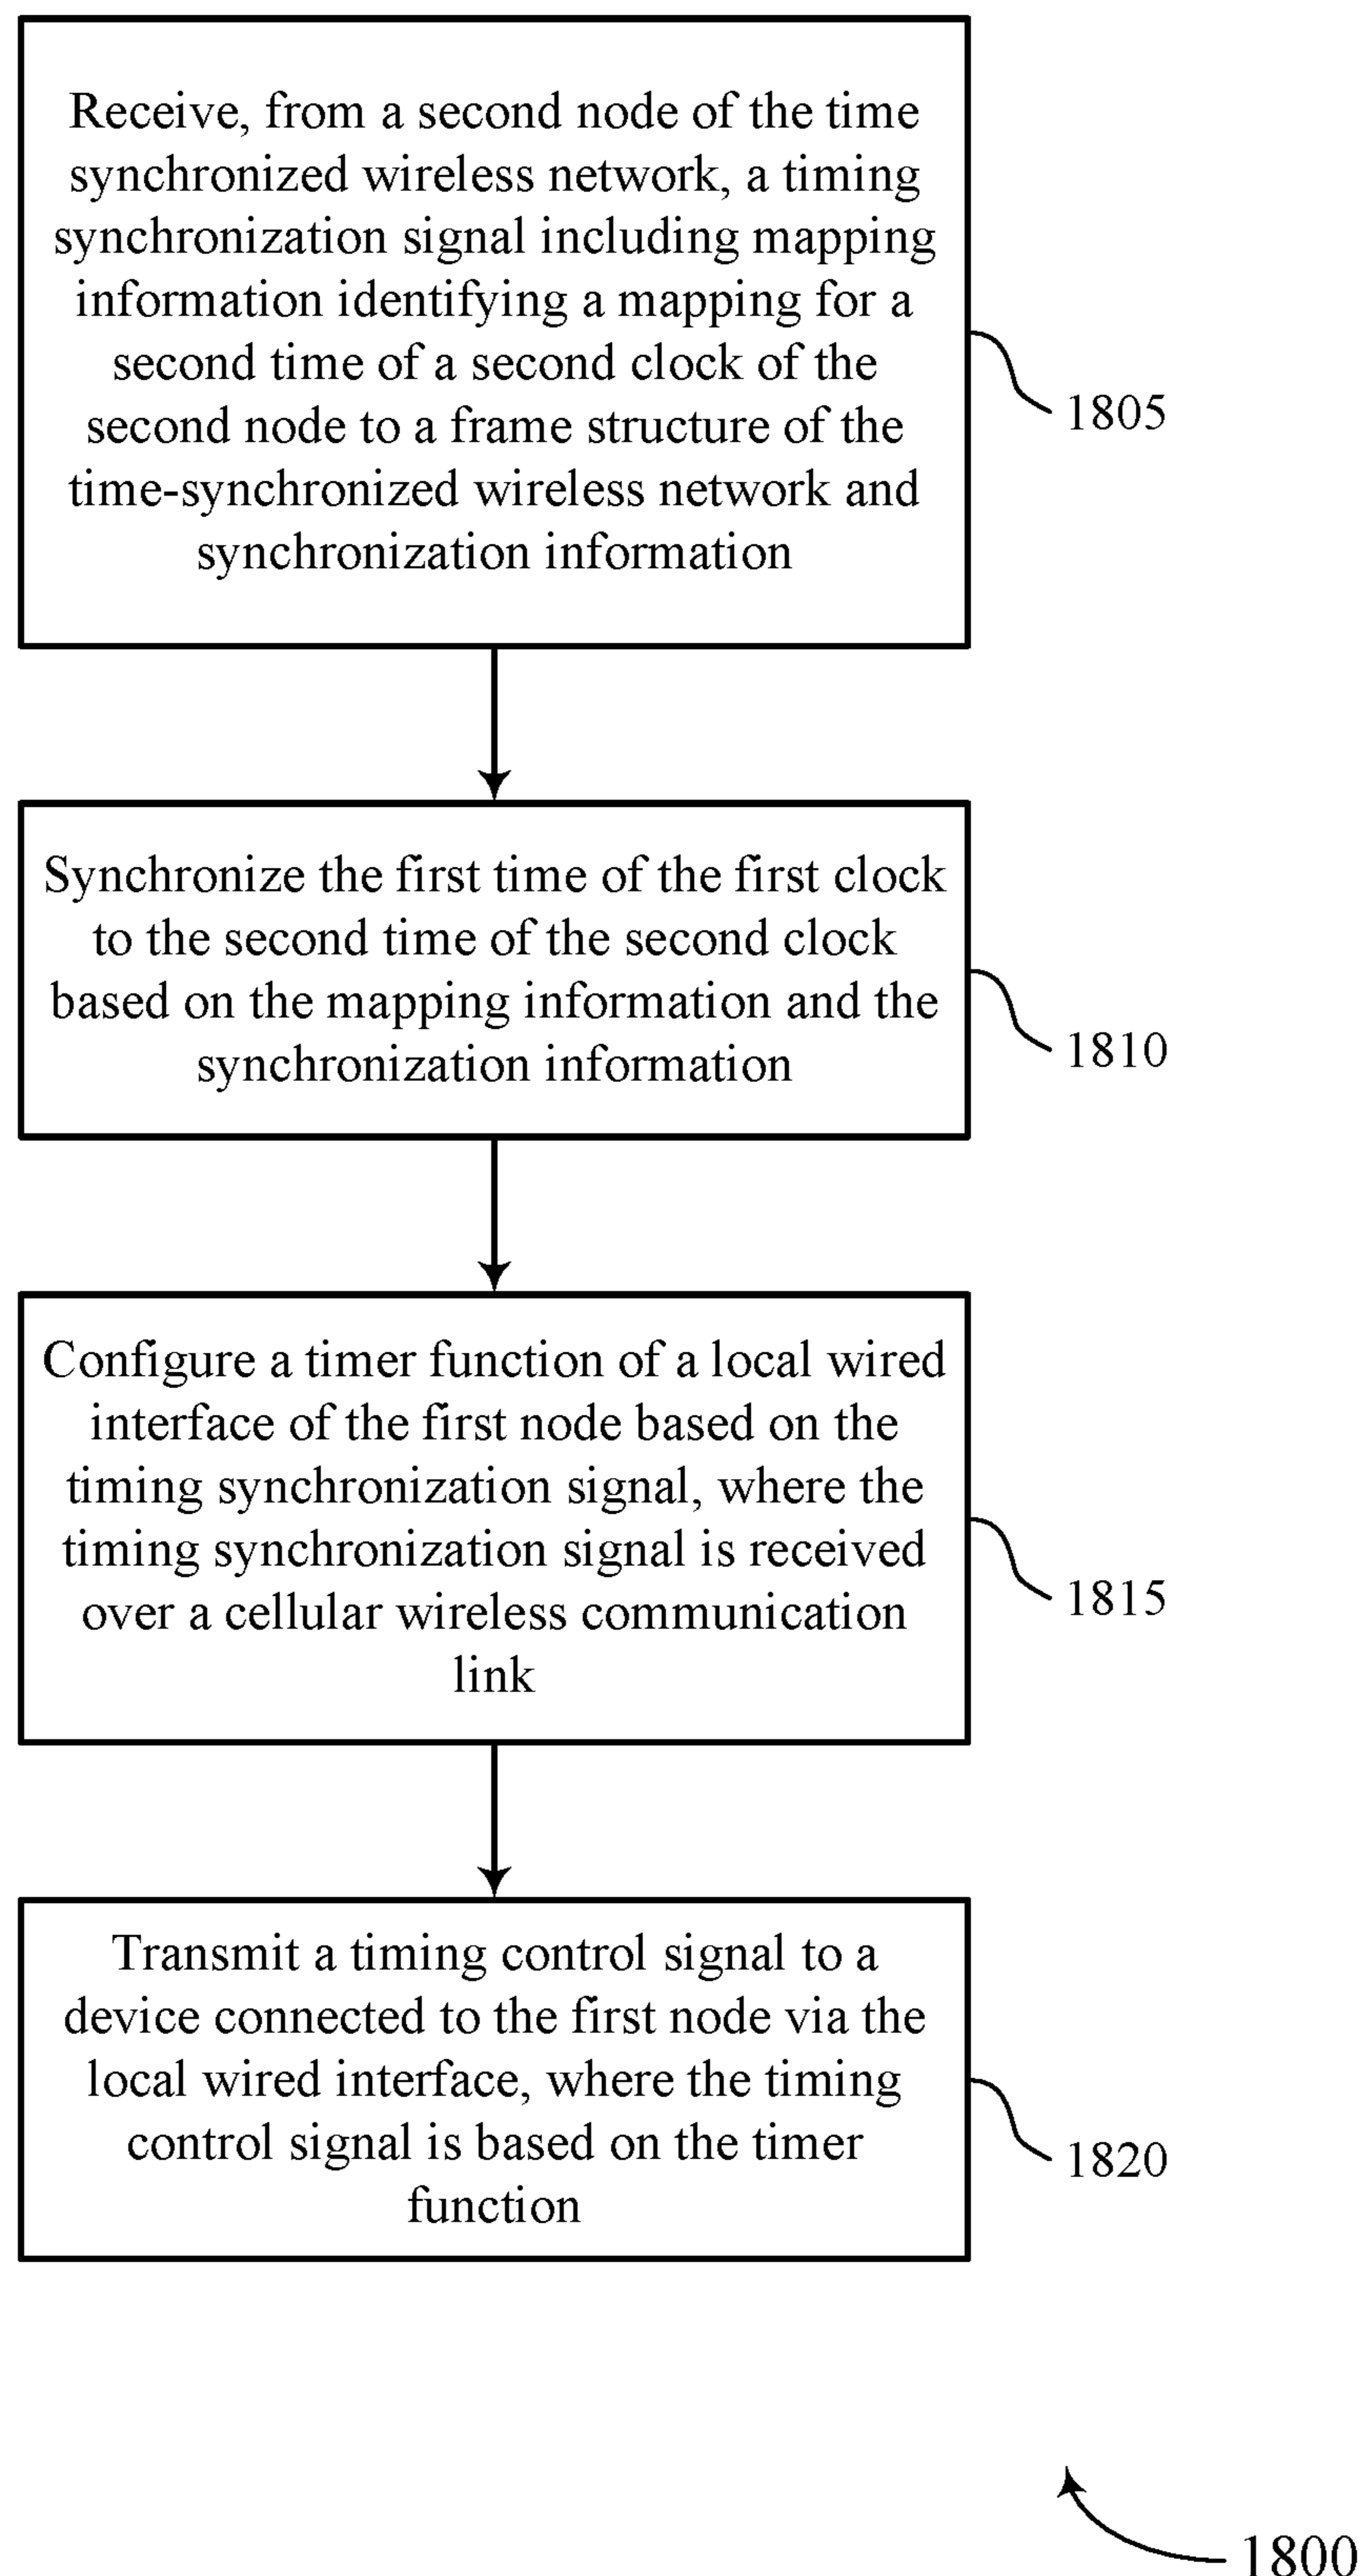 Receive, from a second node of the time
synchronized wireless network, a timing
synchronization signal including mapping
information identifying a mapping for a
second time of a second clock of the
second node to a frame structure of the
time-synchronized wireless network and
synchronization information
1805
Synchronize the first time of the first clock
to the second time of the second clock
based on the mapping information and the
synchronization information
1810
Configure a timer function of a local wired
interface of the first node based on the
timing synchronization signal, where the
timing synchronization signal is received
over a cellular wireless communication
link
1815
Transmit a timing control signal to a
device connected to the first node via the
local wired interface, where the timing
control signal is based on the timer
function
1820
1800